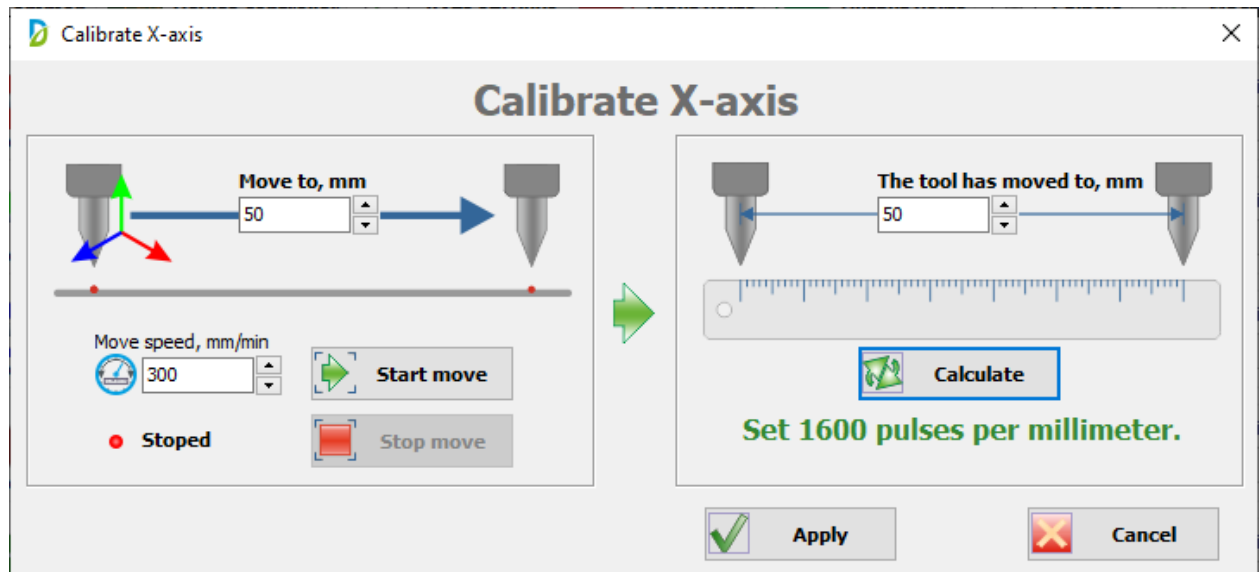 Calibrate X-axis
Calibrate X-axis
Move to, mm
50
Move speed, mm/min
300
Start move
Stoped
Stop move
The tool has moved to, mm
50
Calculate
Set 1600 pulses per millimeter.
Apply
Cancel